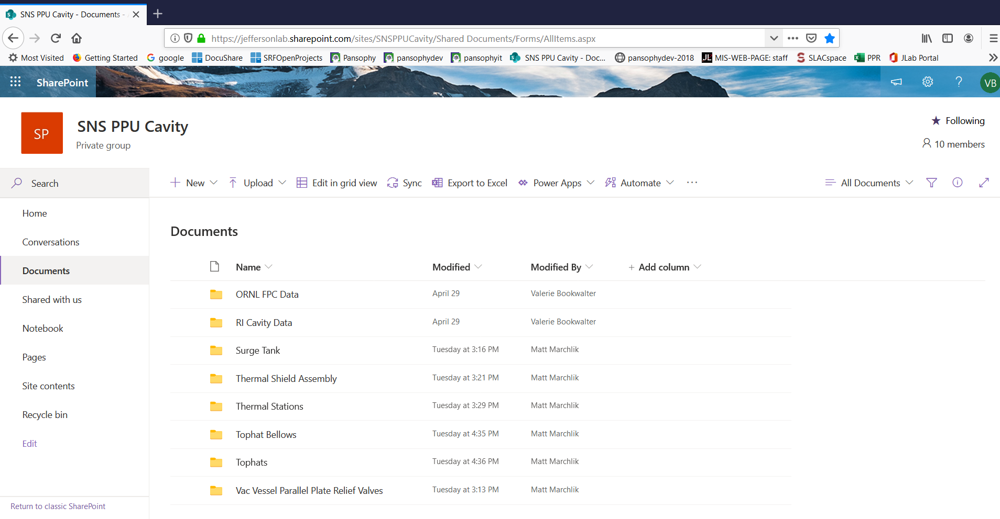 SNS PPU Cavity - Documents -
https://jeffersonlab.sharepoint.com/sites/SNSPPUCavity/Shared Documents/Forms/AllItems.aspx
Most Visited Getting Started google DocuShare SRFOpenProjects Pansophy pansophydev pansophyit SNS PPU Cavity - Doc... pansophydev-2018 MIS-WEB-PAGE: staff SLACspace PPR JLab Portal
SharePoint
VB
SP
SNS PPU Cavity
Private group
Following
10 members
Search
New Upload Edit in grid view Sync Export to Excel Power Apps Automate ... All Documents
Home
Conversations
Documents
Shared with us
Notebook
Pages
Site contents
Recycle bin
Edit
Return to classic SharePoint
Documents
Name Modified Modified By + Add column
ORNL FPC Data April 29 Valerie Bookwalter
RI Cavity Data April 29 Valerie Bookwalter
Surge Tank Tuesday at 3:16 PM Matt Marchlik
Thermal Shield Assembly Tuesday at 3:21 PM Matt Marchlik
Thermal Stations Tuesday at 3:29 PM Matt Marchlik
Tophat Bellows Tuesday at 4:35 PM Matt Marchlik
Tophats Tuesday at 4:36 PM Matt Marchlik
Vac Vessel Parallel Plate Relief Valves Tuesday at 3:13 PM Matt Marchlik